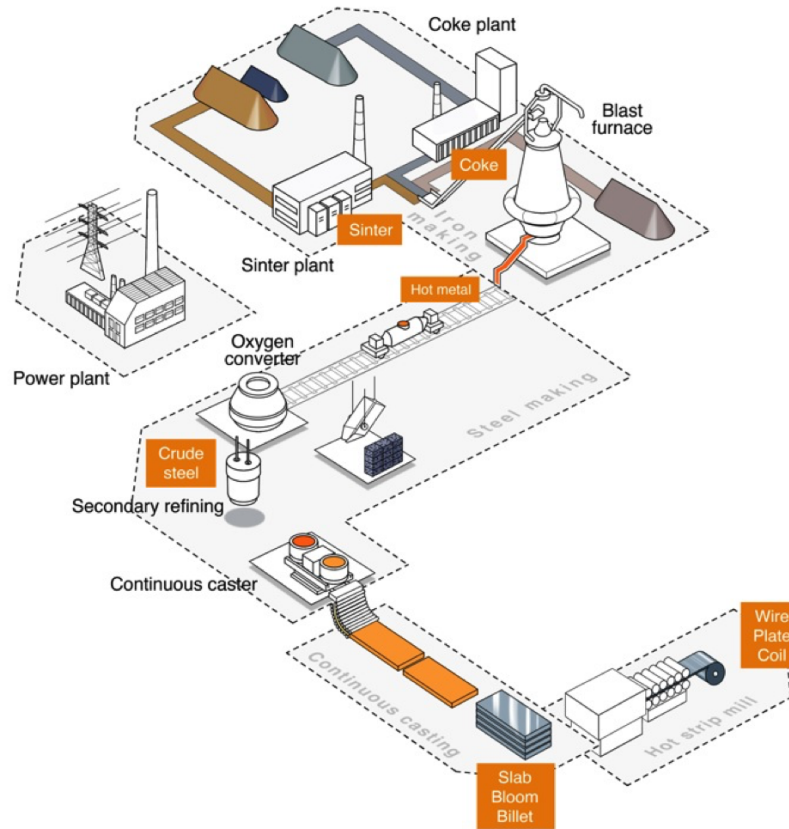 Coke plant
Blast
furnace
Coke
Iron
making
Sinter
Sinter plant
Hot metal
Power plant
Oxygen
converter
Steel making
Crude
steel
Secondary refining
Continuous caster
Continuous casting
Wire
Plate
Coil
Hot strip mill
Slab
Bloom
Billet